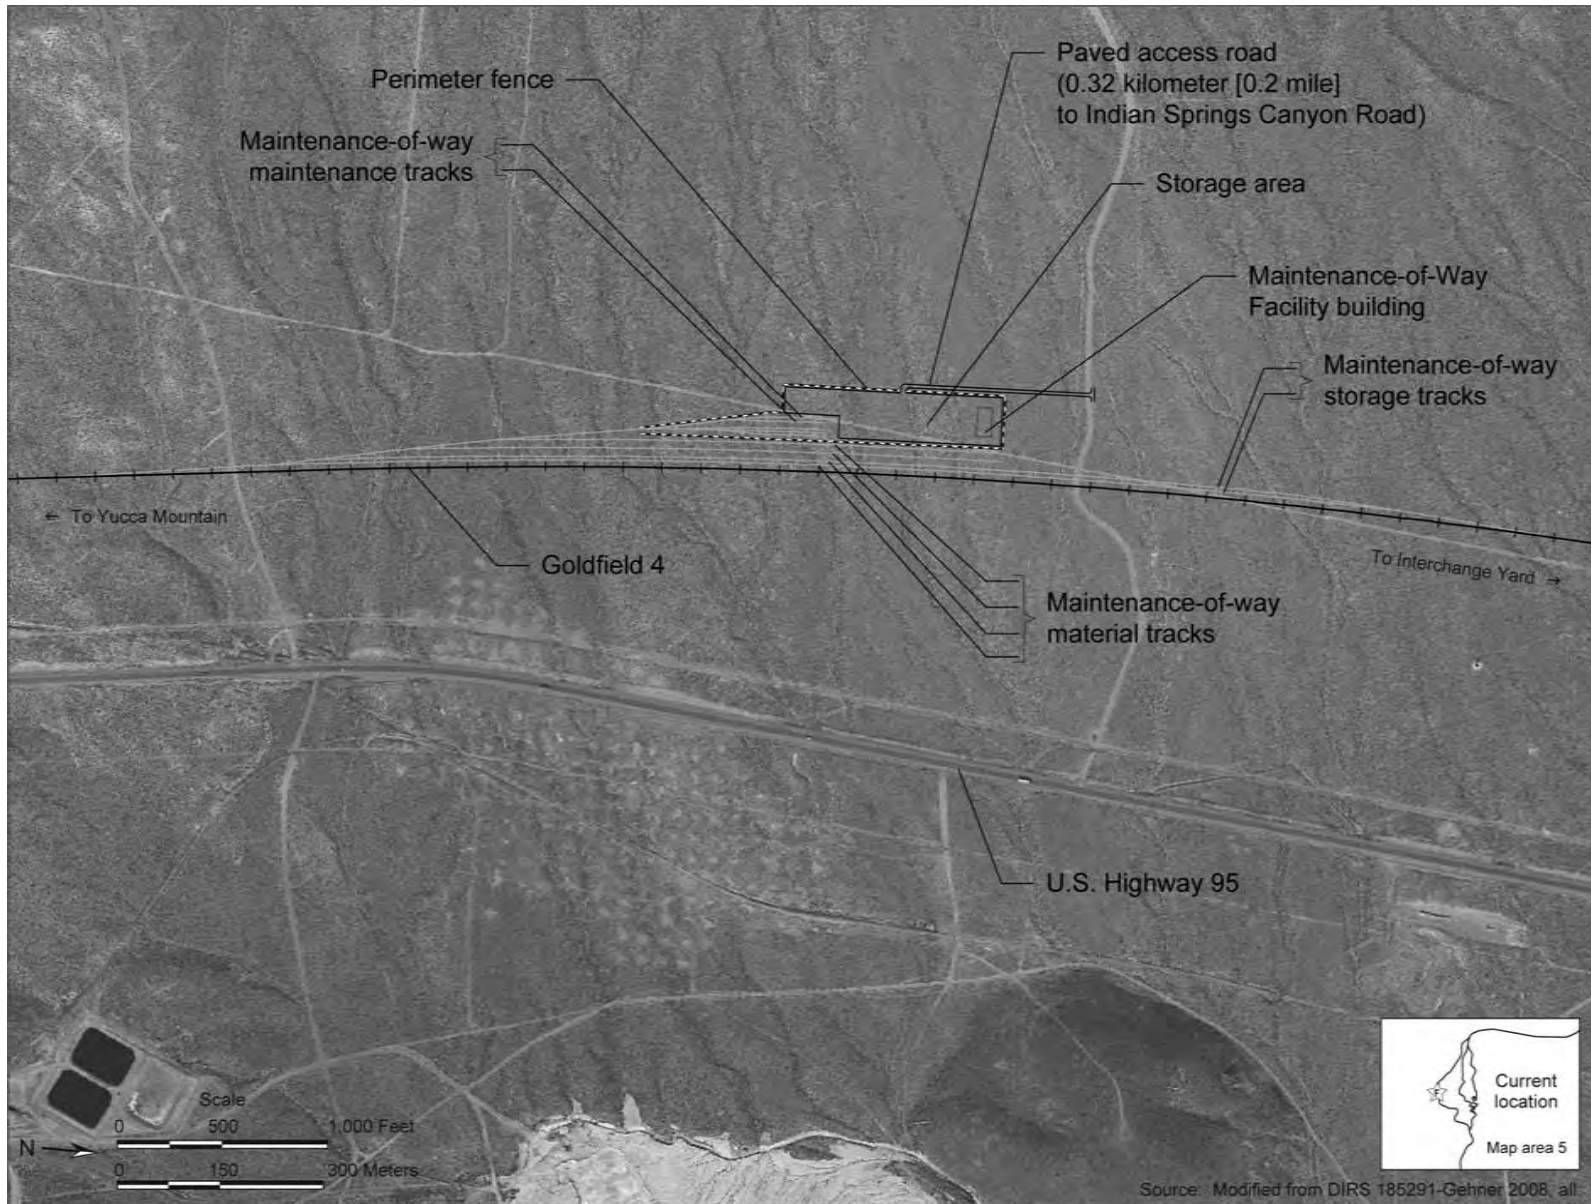 Paved access road
(0.32 kilometer [0.2 mile]
to Indian Springs Canyon Road)
Perimeter fence
Maintenance-of-way
maintenance tracks
Storage area
Maintenance-of-Way
Facility building
Maintenance-of-way
storage tracks
← To Yucca Mountain
Goldfield 4
To Interchange Yard →
Maintenance-of-way
material tracks
U.S. Highway 95
Current
location
Map area 5
Scale
0 500 1,000 Feet
N
0 150 300 Meters
Source: Modified from DIRS 185291-Gehner 2008, all